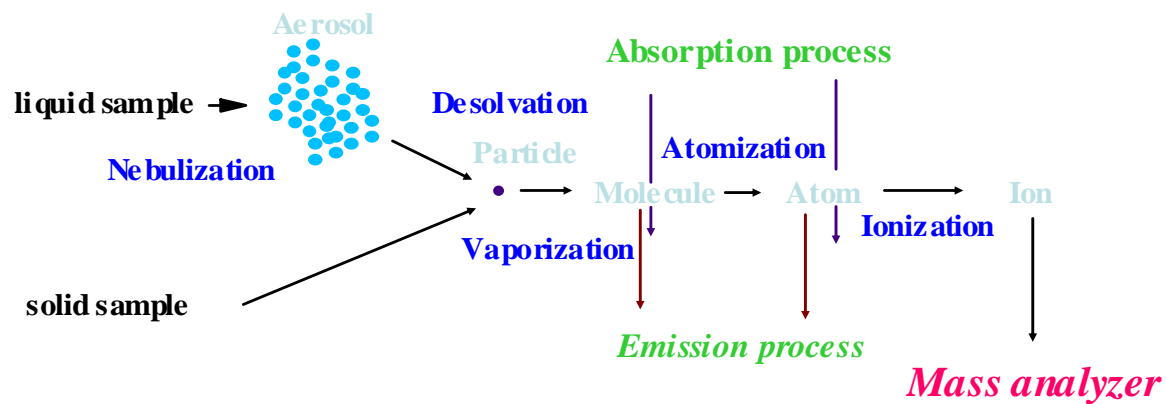 Aerosol
Absorption process
liquid sample
Desolvation
Nebulization
Particle
Atomization
Molecule
Atom
Ion
Vaporization
Ionization
solid sample
Emission process
Mass analyzer